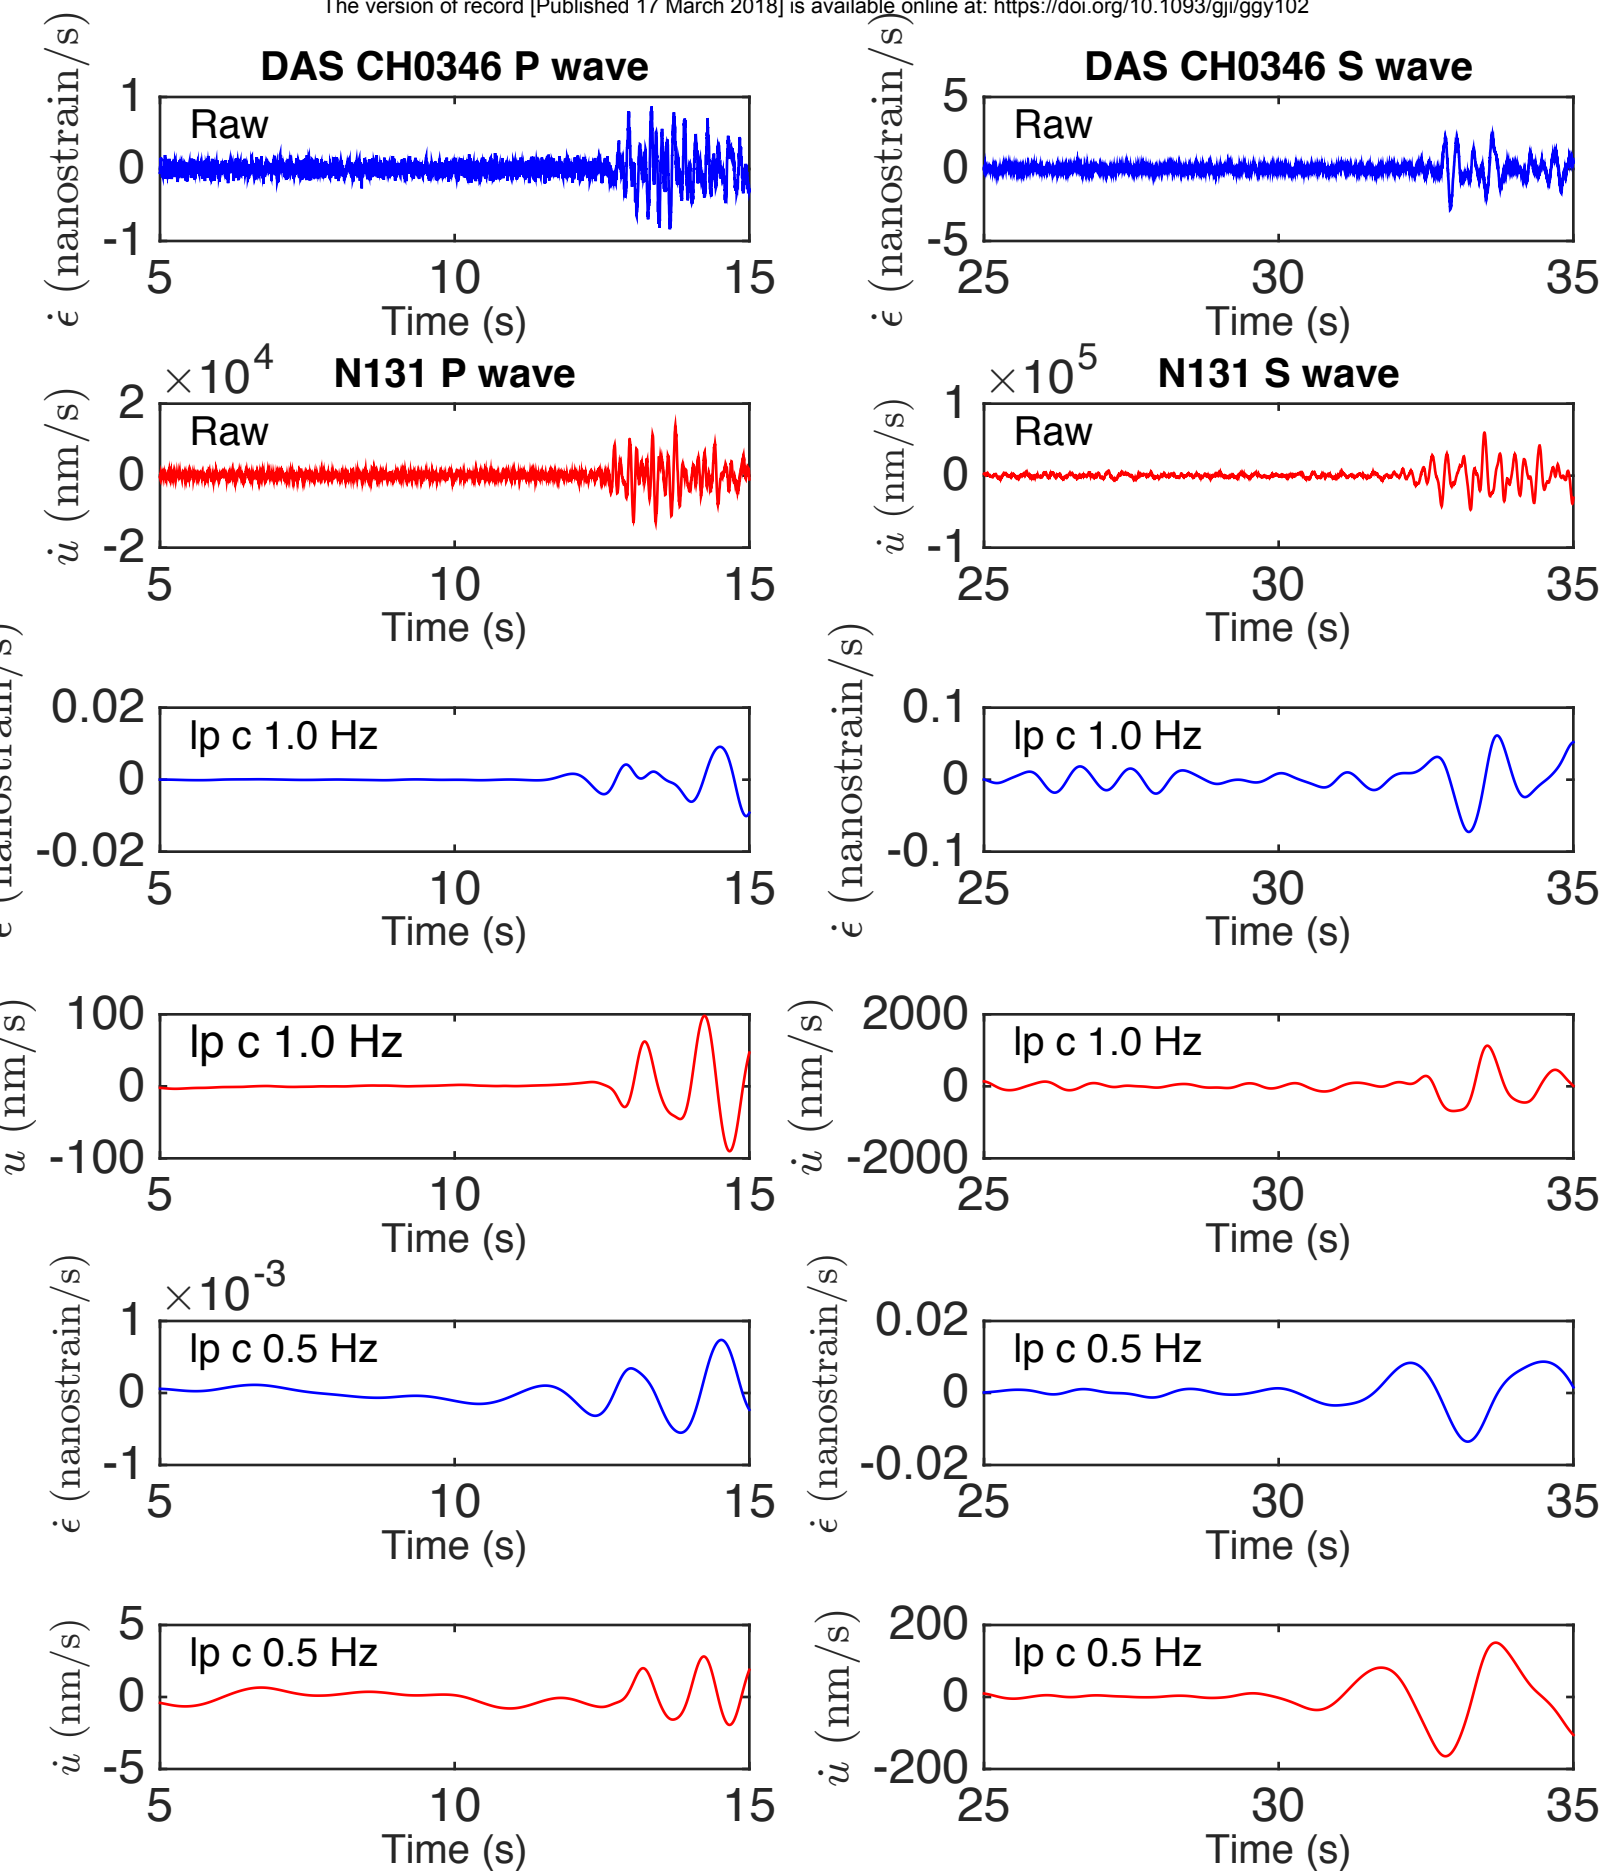 The version of record [Published 17 March 2018] is available online at: https://doi.org/10.1093/gji/ggy102
DAS CH0346 P wave
ϵ̇ (nanostrain/s)
1
0
-1
Raw
5 10 15
Time (s)
DAS CH0346 S wave
ϵ̇ (nanostrain/s)
5
0
-5
Raw
25 30 35
Time (s)
×10^4
N131 P wave
u̇ (nm/s)
2
0
-2
Raw
5 10 15
Time (s)
×10^5
N131 S wave
u̇ (nm/s)
1
0
-1
Raw
25 30 35
Time (s)
(nanostrain/s)
0.02
0
-0.02
lp c 1.0 Hz
5 10 15
Time (s)
ϵ̇ (nanostrain/s)
0.1
0
-0.1
lp c 1.0 Hz
25 30 35
Time (s)
u̇ (nm/s)
100
0
-100
lp c 1.0 Hz
5 10 15
Time (s)
u̇ (nm/s)
2000
0
-2000
lp c 1.0 Hz
25 30 35
Time (s)
×10^-3
ϵ̇ (nanostrain/s)
1
0
-1
lp c 0.5 Hz
5 10 15
Time (s)
ϵ̇ (nanostrain/s)
0.02
0
-0.02
lp c 0.5 Hz
25 30 35
Time (s)
u̇ (nm/s)
5
0
-5
lp c 0.5 Hz
5 10 15
Time (s)
u̇ (nm/s)
200
0
-200
lp c 0.5 Hz
25 30 35
Time (s)